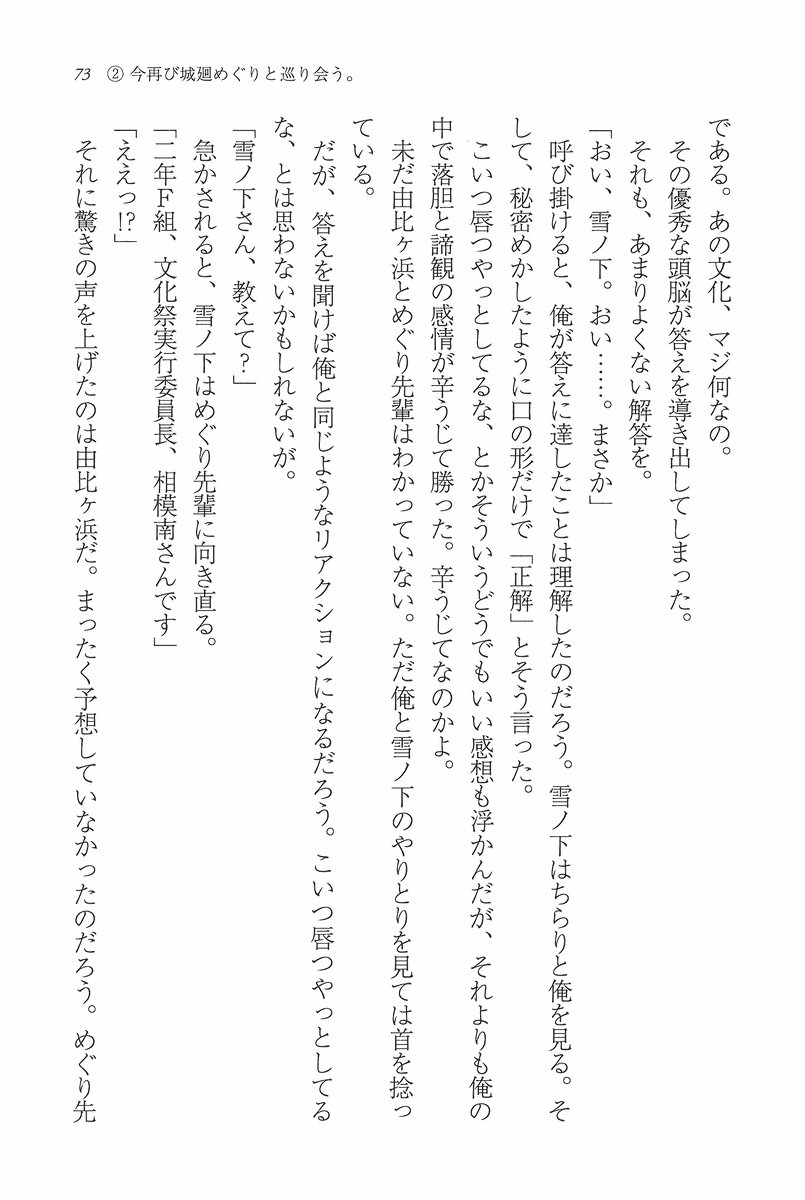 73 ② 今再び城廻めぐりと巡り会う。
である。あの文化、マジ何なの。
その優秀な頭脳が答えを導き出してしまった。
それも、あまりよくない解答を。
「おい、雪ノ下。おい……。まさか」
呼び掛けると、俺が答えに達したことは理解したのだろう。雪ノ下はちらりと俺を見る。そ
して、秘密めかしたように口の形だけで「正解」とそう言った。
こいつ唇つやっとしてるな、とかそういうどうでもいい感想も浮かんだが、それよりも俺の
中で落胆と諦観の感情が辛うじて勝った。辛うじてなのかよ。
未だ由比ヶ浜とめぐり先輩はわかっていない。ただ俺と雪ノ下のやりとりを見ては首を捻っ
ている。
だが、答えを聞けば俺と同じようなリアクションになるだろう。こいつ唇つやっとしてる
な、とは思わないかもしれないが。
「雪ノ下さん、教えて？」
急かされると、雪ノ下はめぐり先輩に向き直る。
「二年Ｆ組、文化祭実行委員長、相模南さんです」
「ええっ!?」
それに驚きの声を上げたのは由比ヶ浜だ。まったく予想していなかったのだろう。めぐり先